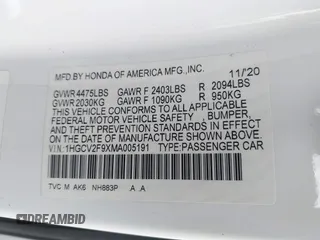 MFD.BY HONDA OF AMERICA MFG.,INC. 11/20
GVWR 4475LBS GAWR F 2403LBS R 2094LBS
GVWR 2030KG GAWR F 1090KG R 950KG
THIS VEHICLE CONFORMS TO ALL APPLICABLE
FEDERAL MOTOR VEHICLE SAFETY, BUMPER,
AND THEFT PREVENTION STANDARDS IN EFFECT
ON THE DATE OF MANUFACTURE SHOWN ABOVE.
V.I.N:1HGCV2F9XMA005191 TYPE:PASSENGER CAR
TVC M AK6 NH883P A A
© DEALERBID AUTOBIDMASTER